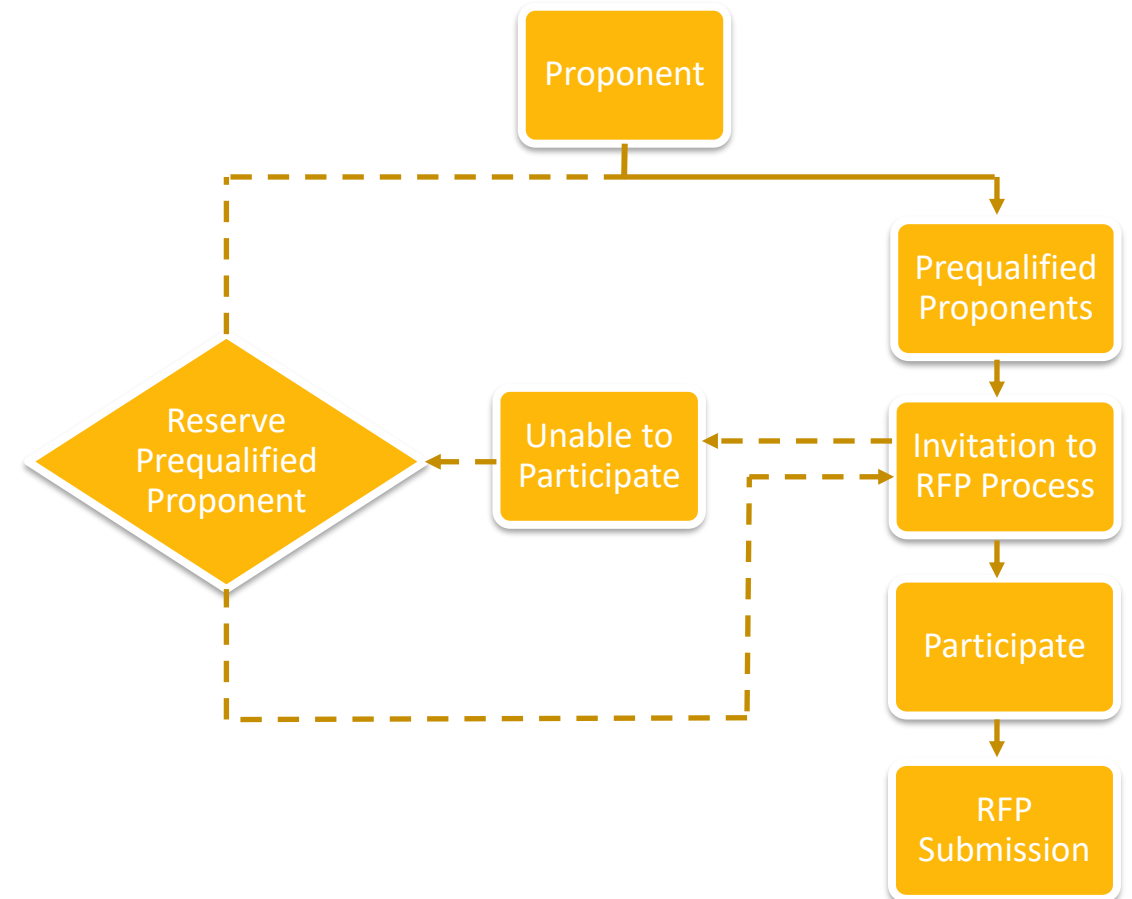 Proponent
Prequalified
Proponents
Reserve
Prequalified
Proponent
Unable to
Participate
Invitation to
RFP Process
Participate
RFP
Submission